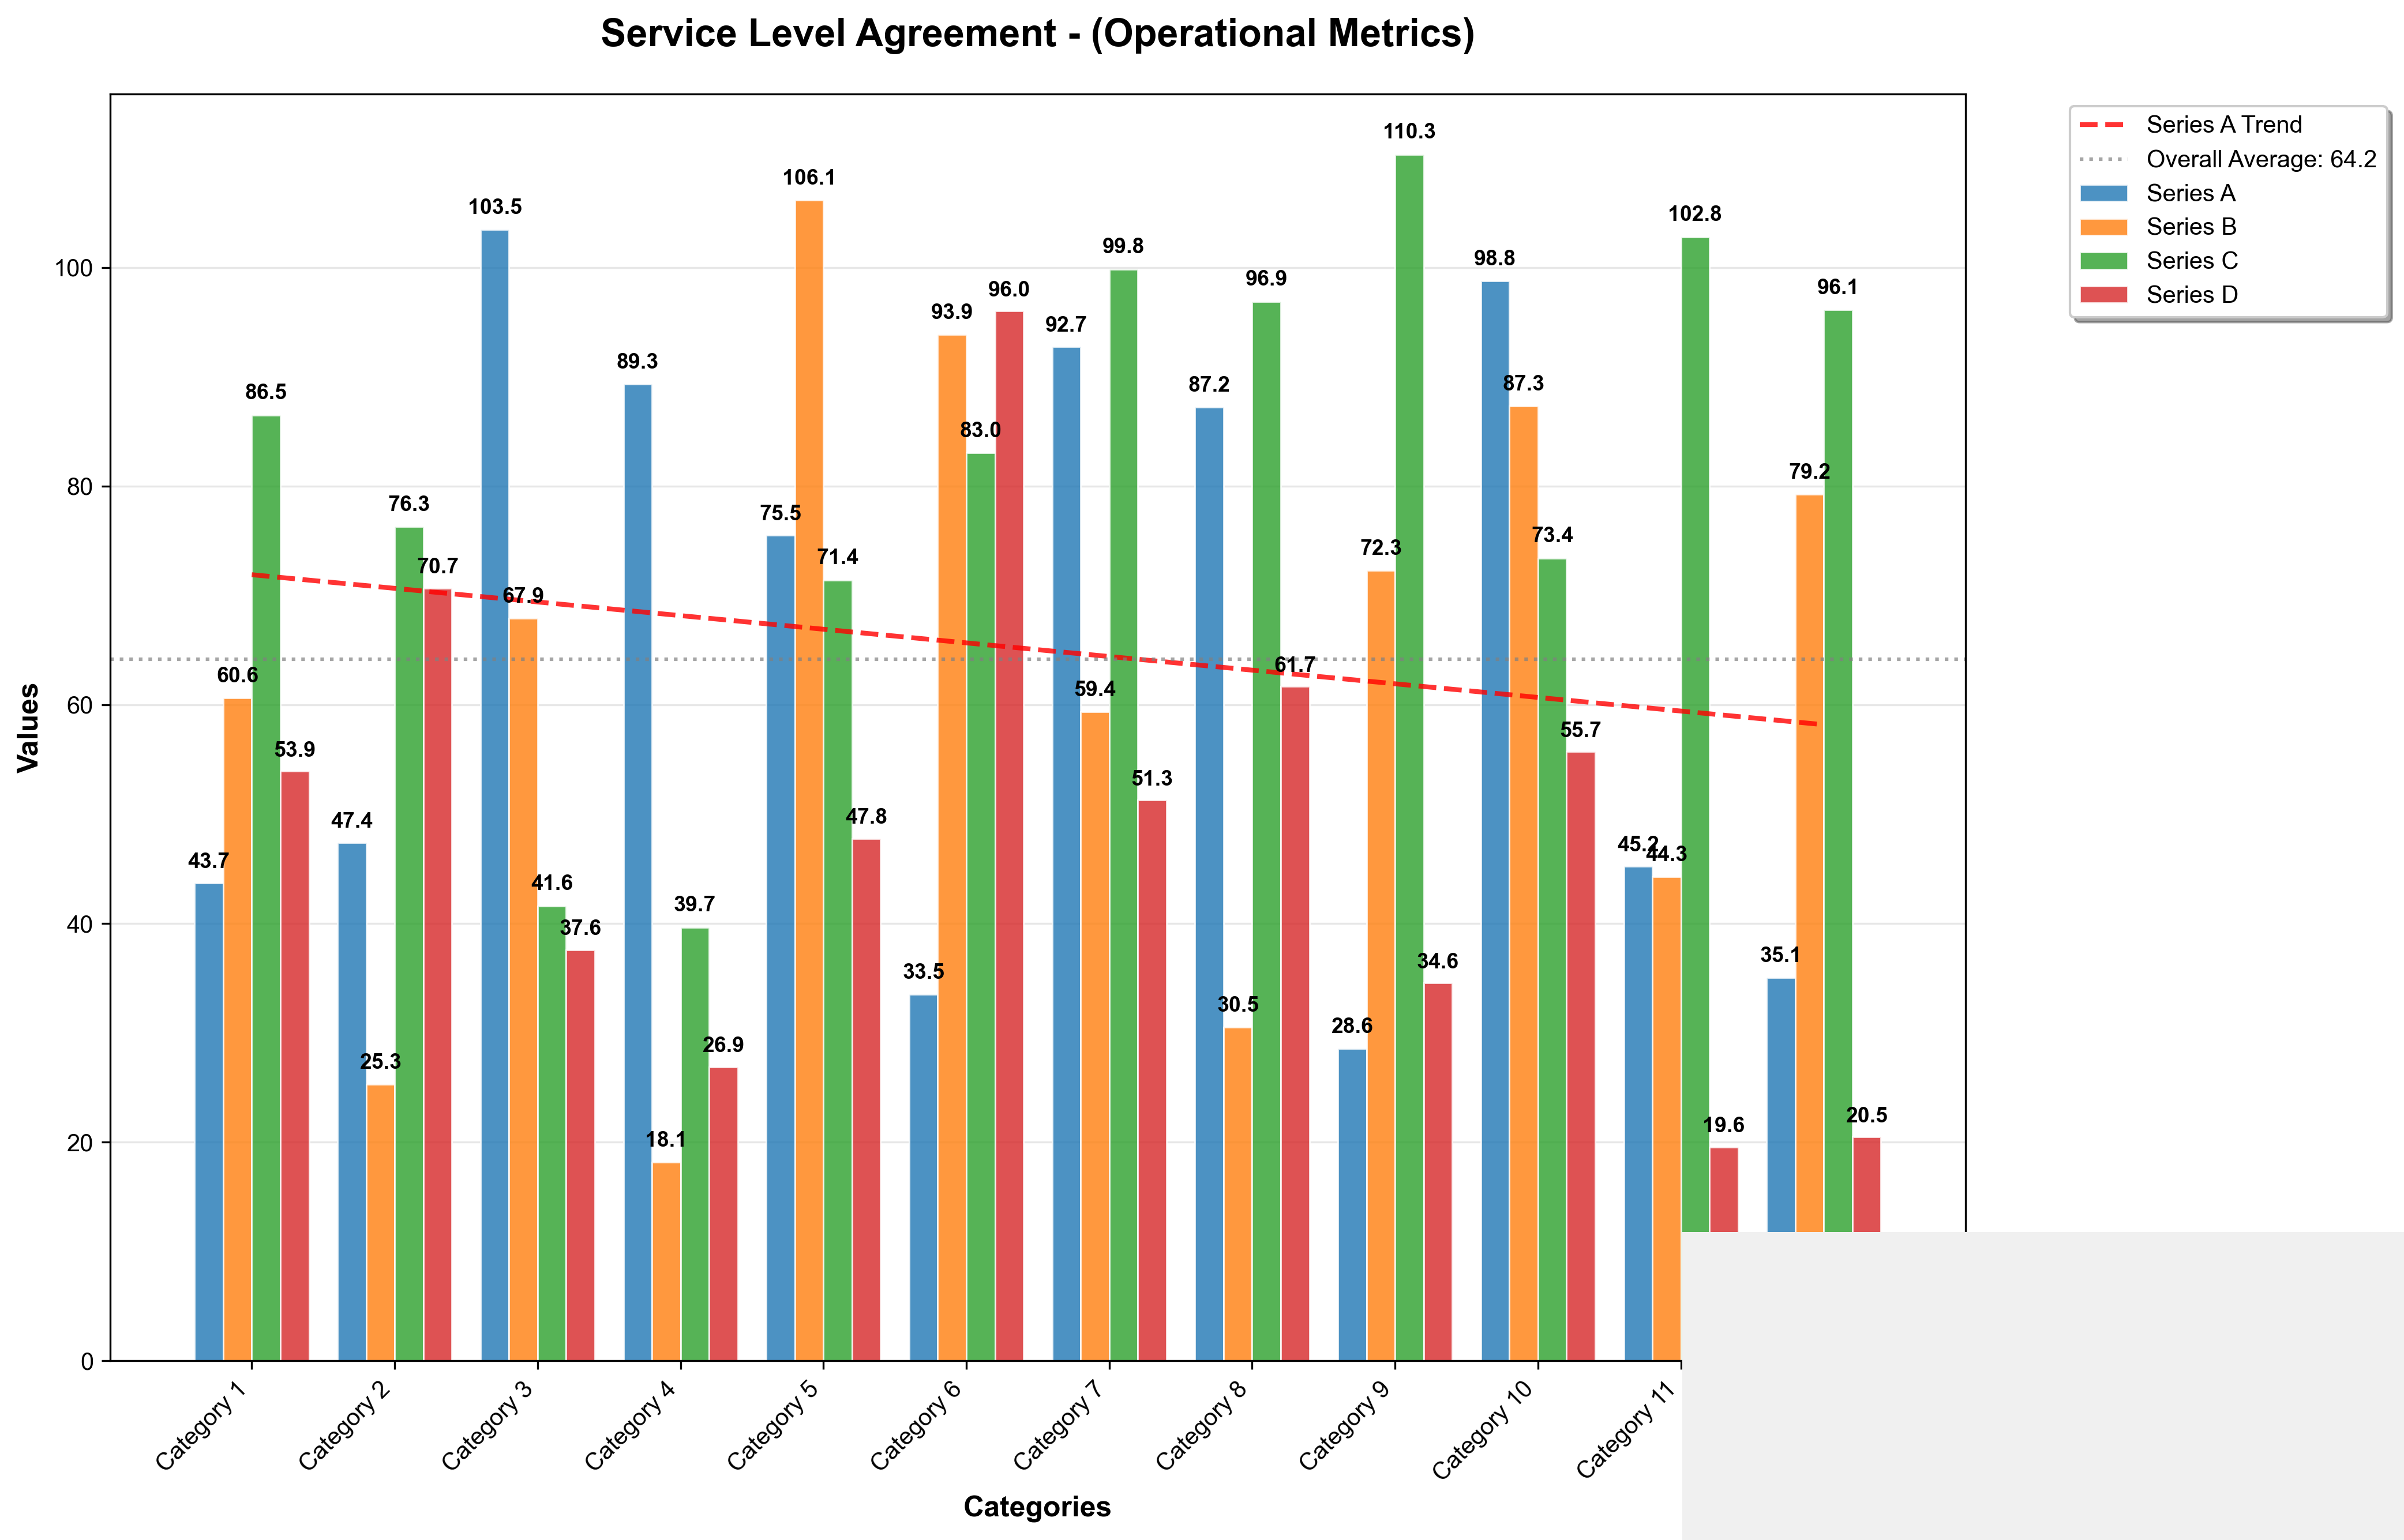 Service Level Agreement - (Operational Metrics)
Series A Trend
Overall Average: 64.2
Series A
Series B
Series C
Series D
Values
100
80
60
40
20
0
43.7
60.6
86.5
53.9
47.4
25.3
76.3
70.7
103.5
67.9
41.6
37.6
89.3
18.1
39.7
26.9
75.5
106.1
71.4
47.8
33.5
93.9
83.0
96.0
92.7
59.4
99.8
51.3
87.2
30.5
96.9
61.7
28.6
72.3
110.3
34.6
98.8
87.3
73.4
55.7
45.2
44.3
102.8
19.6
35.1
79.2
96.1
20.5
Category 1
Category 2
Category 3
Category 4
Category 5
Category 6
Category 7
Category 8
Category 9
Category 10
Category 11
Categories